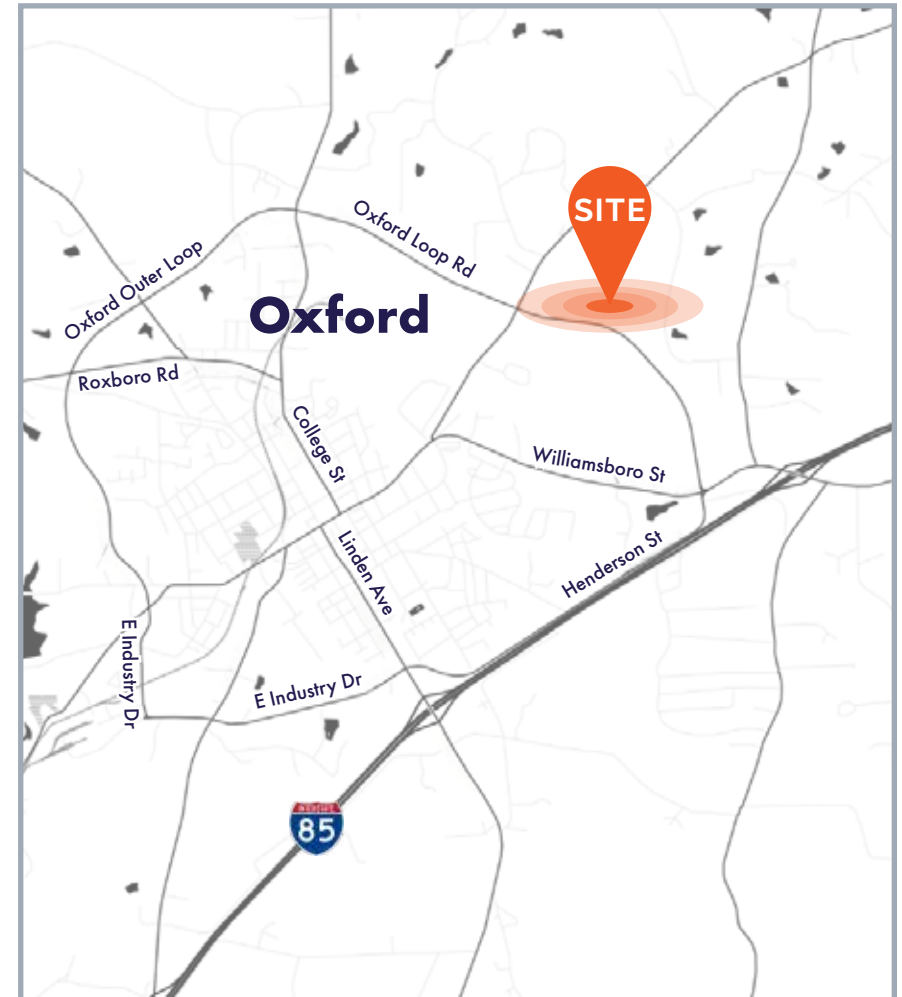 SITE
Oxford Loop Rd
Oxford Outer Loop
Oxford
Roxboro Rd
College St
Williamsboro St
Linden Ave
Henderson St
E Industry Dr
E Industry Dr
INTERSTATE
85